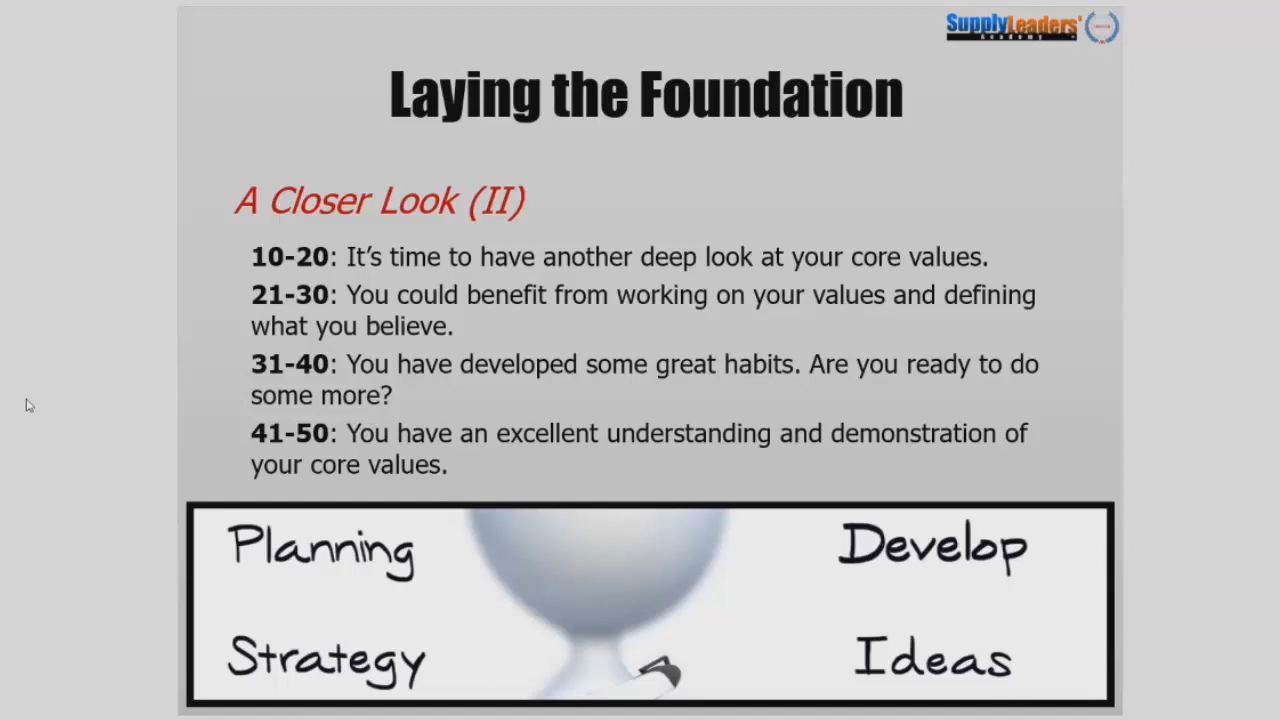 SupplyLeaders'
Academy
Laying the Foundation
A Closer Look (II)
10-20: It’s time to have another deep look at your core values.
21-30: You could benefit from working on your values and defining
what you believe.
31-40: You have developed some great habits. Are you ready to do
some more?
41-50: You have an excellent understanding and demonstration of
your core values.
Planning
Develop
Strategy
Ideas